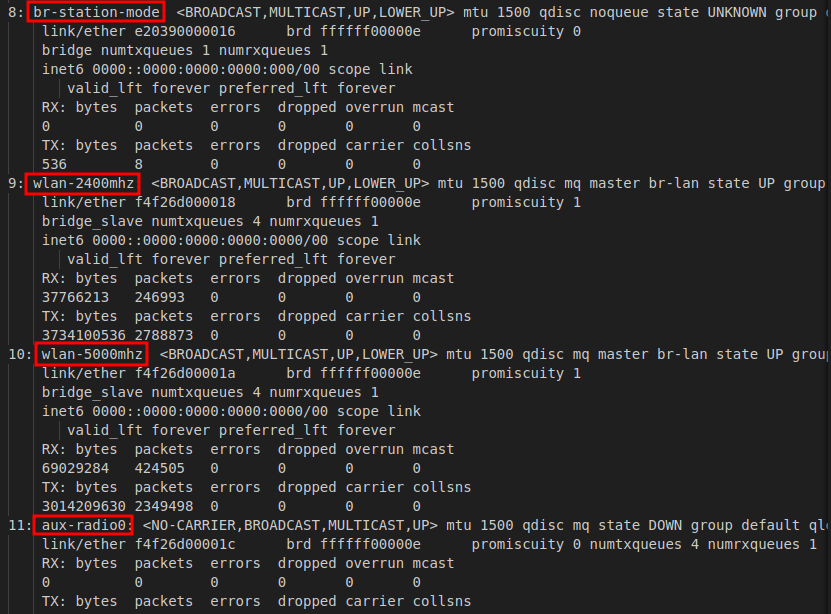 8: br-station-mode <BROADCAST,MULTICAST,UP,LOWER_UP> mtu 1500 qdisc noqueue state UNKNOWN group
link/ether e20390000016 brd ffffff00000e promiscuity 0
bridge numtxqueues 1 numrxqueues 1
inet6 0000::0000:0000:0000:000/00 scope link
valid_lft forever preferred_lft forever
RX: bytes packets errors dropped overrun mcast
0 0 0 0 0 0
TX: bytes packets errors dropped carrier collsns
536 8 0 0 0 0
9: wlan-2400mhz <BROADCAST,MULTICAST,UP,LOWER_UP> mtu 1500 qdisc mq master br-lan state UP group
link/ether f4f26d000018 brd ffffff00000e promiscuity 1
bridge_slave numtxqueues 4 numrxqueues 1
inet6 0000::0000:0000:0000:0000/00 scope link
valid_lft forever preferred_lft forever
RX: bytes packets errors dropped overrun mcast
37766213 246993 0 0 0 0
TX: bytes packets errors dropped carrier collsns
3734100536 2788873 0 0 0 0
10: wlan-5000mhz <BROADCAST,MULTICAST,UP,LOWER_UP> mtu 1500 qdisc mq master br-lan state UP grou
link/ether f4f26d00001a brd ffffff00000e promiscuity 1
bridge_slave numtxqueues 4 numrxqueues 1
inet6 0000::0000:0000:0000:0000/00 scope link
valid_lft forever preferred_lft forever
RX: bytes packets errors dropped overrun mcast
69029284 424505 0 0 0 0
TX: bytes packets errors dropped carrier collsns
3014209630 2349498 0 0 0 0
11: aux-radio0: <NO-CARRIER,BROADCAST,MULTICAST,UP> mtu 1500 qdisc mq state DOWN group default qle
link/ether f4f26d00001c brd ffffff00000e promiscuity 0 numtxqueues 4 numrxqueues 1
RX: bytes packets errors dropped overrun mcast
0 0 0 0 0 0
TX: bytes packets errors dropped carrier collsns